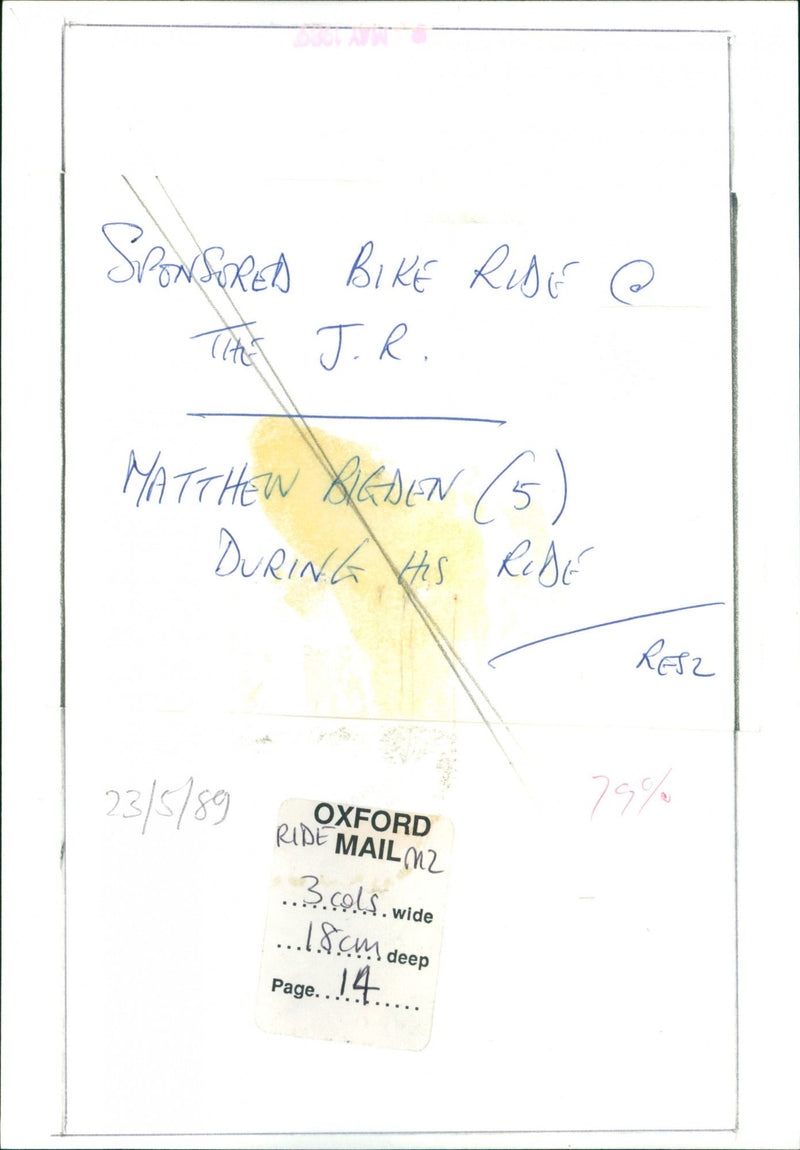 SPONSORED BIKE RIDE @
THE J.R.
MATTHEW BIGDEN (5)
DURING HIS RIDE
23/5/89
79%
OXFORD
RIDE MAIL M2
3 cols wide
18cm deep
Page 14